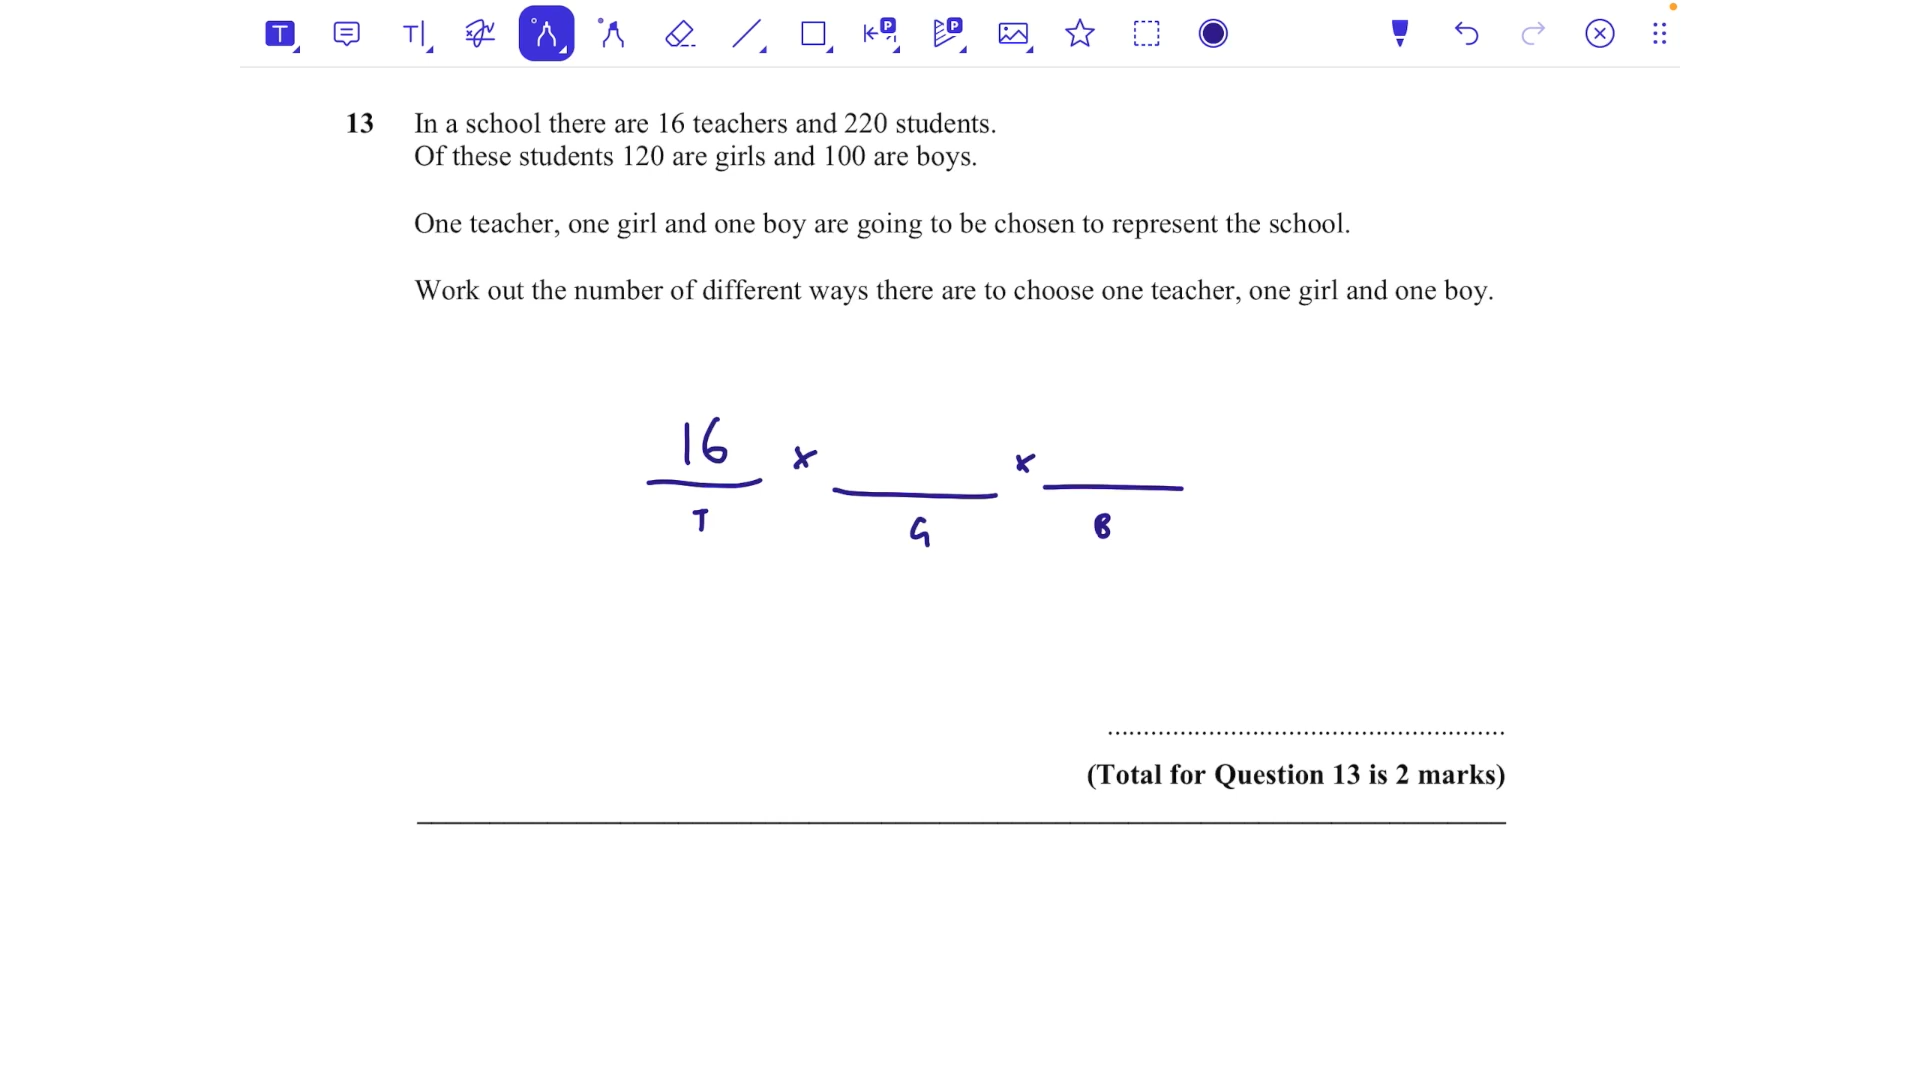 13 In a school there are 16 teachers and 220 students.
Of these students 120 are girls and 100 are boys.
One teacher, one girl and one boy are going to be chosen to represent the school.
Work out the number of different ways there are to choose one teacher, one girl and one boy.
16 × ×
T G B
(Total for Question 13 is 2 marks)